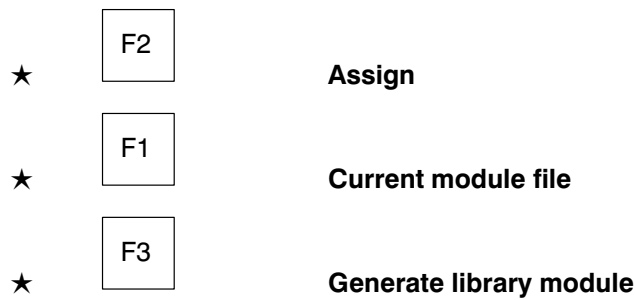 F2
★ Assign
F1
★ Current module file
F3
★ Generate library module